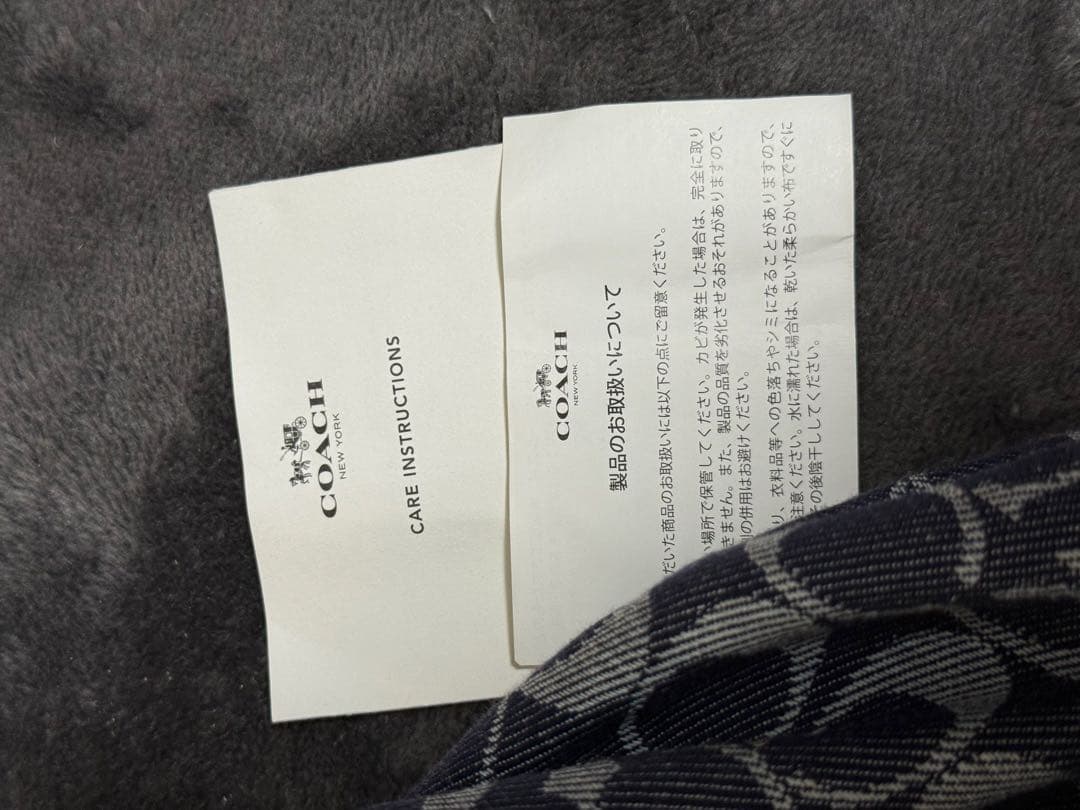 COACH
NEW YORK
CARE INSTRUCTIONS
COACH
NEW YORK
製品のお取扱いについて
だいた商品のお取扱いには以下の点にご留意ください。
い場所で保管してください。カビが発生した場合は、完全に取り
きません。また、製品の品質を劣化させるおそれがありますので、
の併用はお避けください。
り、衣料品等への色落ちやシミになることがありますので、
注意ください。水に濡れた場合は、乾いた柔らかい布ですぐに
その後陰干ししてください。